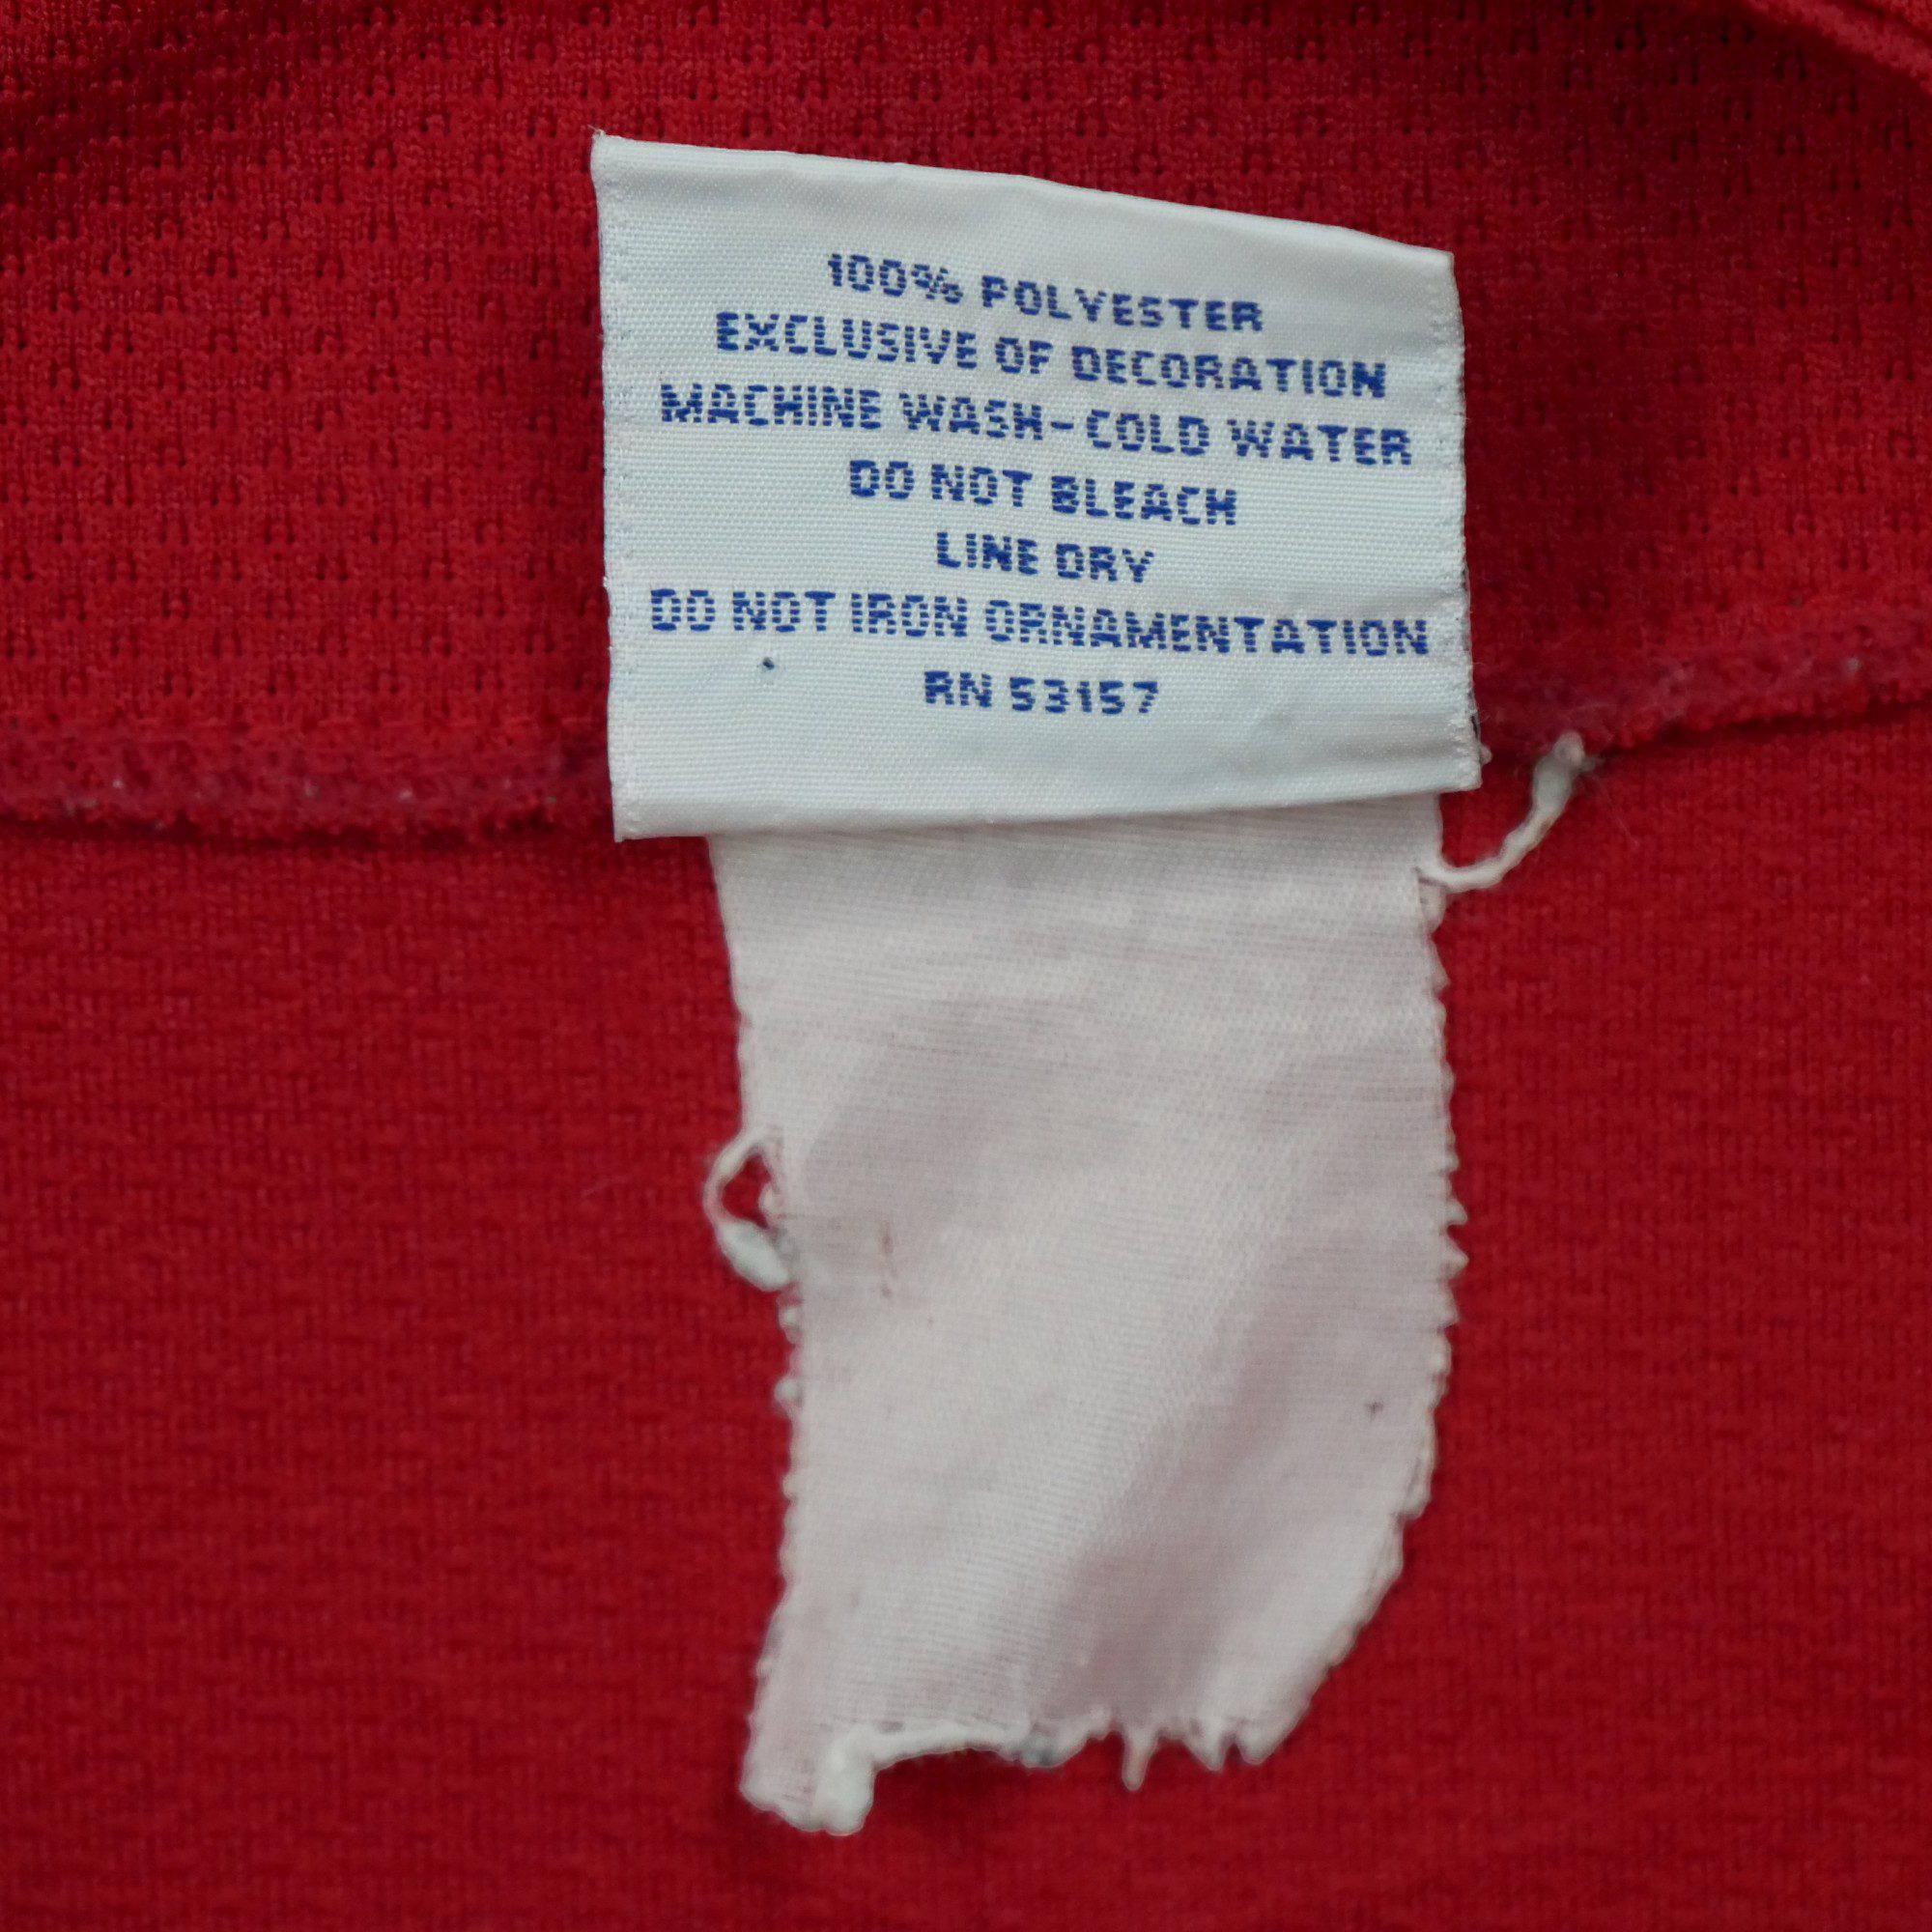 100% POLYESTER
EXCLUSIVE OF DECORATION
MACHINE WASH-COLD WATER
DO NOT BLEACH
LINE DRY
DO NOT IRON ORNAMENTATION
RN 53157